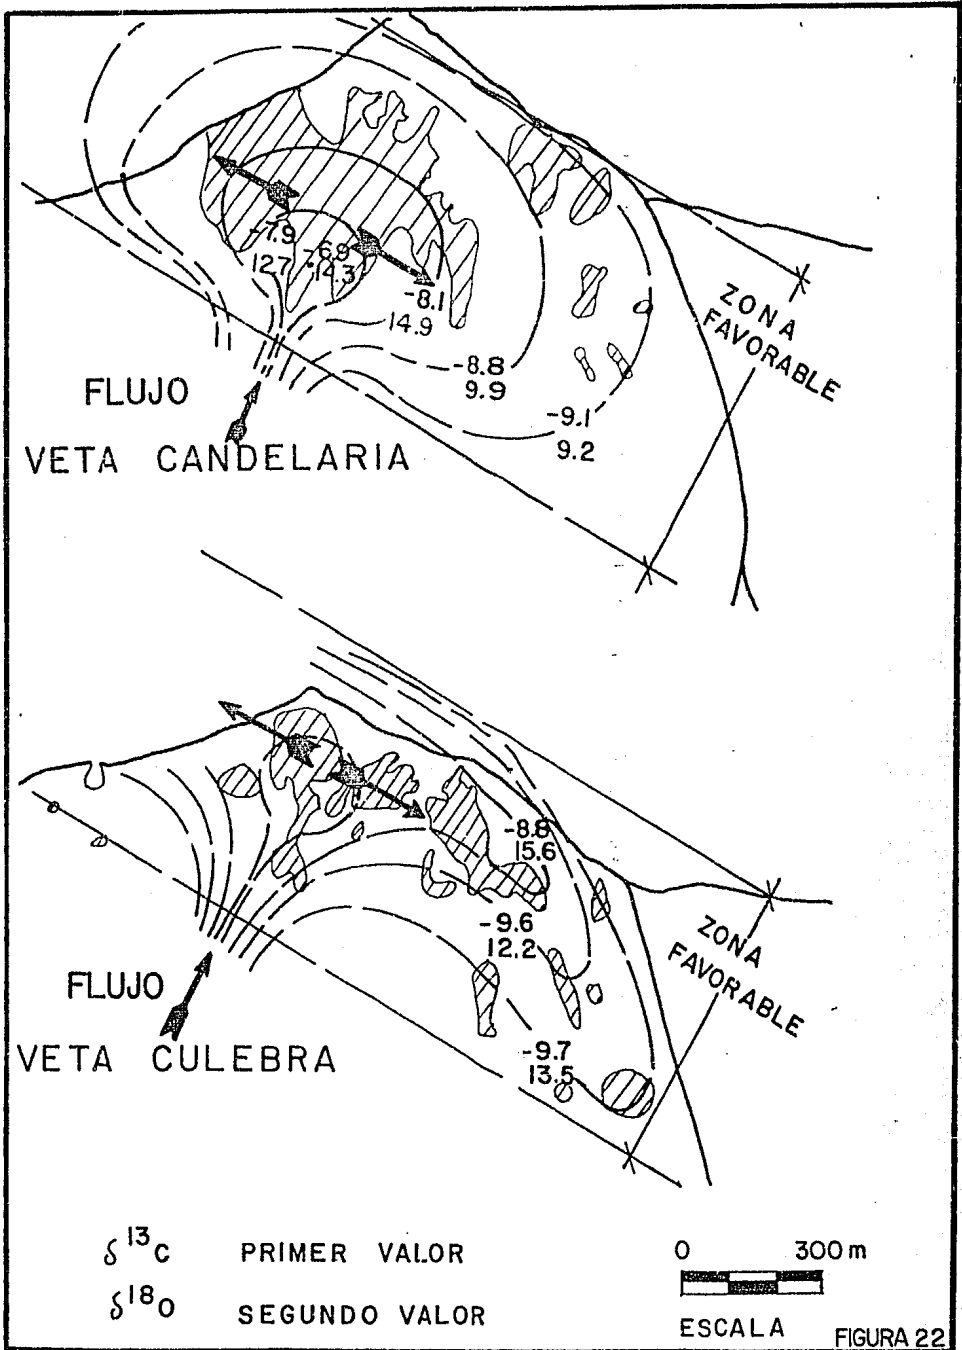 -7.9
12.7
-6.9
14.3
-8.1
14.9
-8.8
9.9
-9.1
9.2
ZONA
FAVORABLE
FLUJO
VETA CANDELARIA
-8.8
15.6
-9.6
12.2
-9.7
13.5
ZONA
FAVORABLE
FLUJO
VETA CULEBRA
δ13C PRIMER VALOR
δ18O SEGUNDO VALOR
0 300m
ESCALA
FIGURA 22